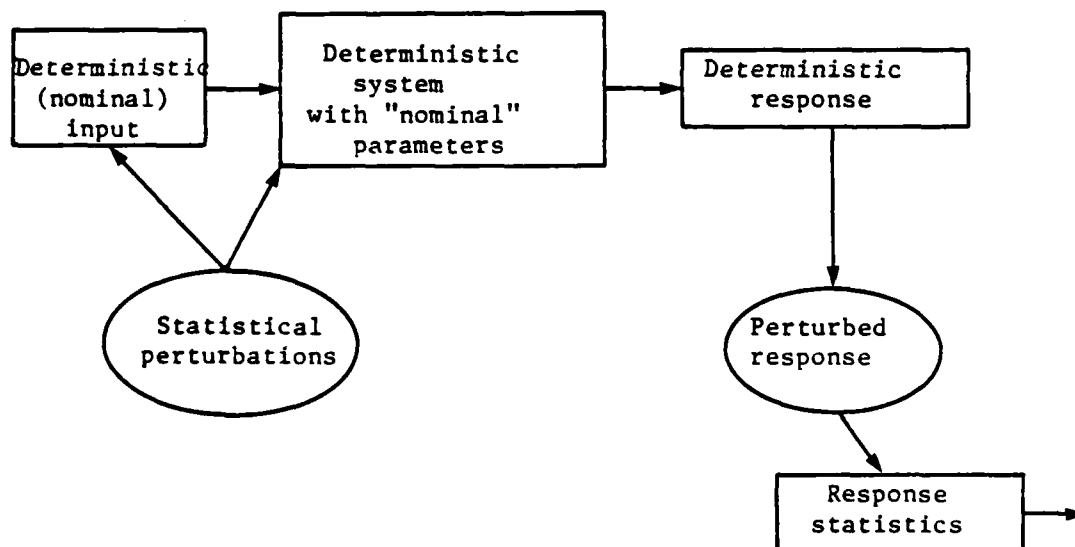 Deterministic
(nominal)
input
Deterministic
system
with "nominal"
parameters
Deterministic
response
Statistical
perturbations
Perturbed
response
Response
statistics